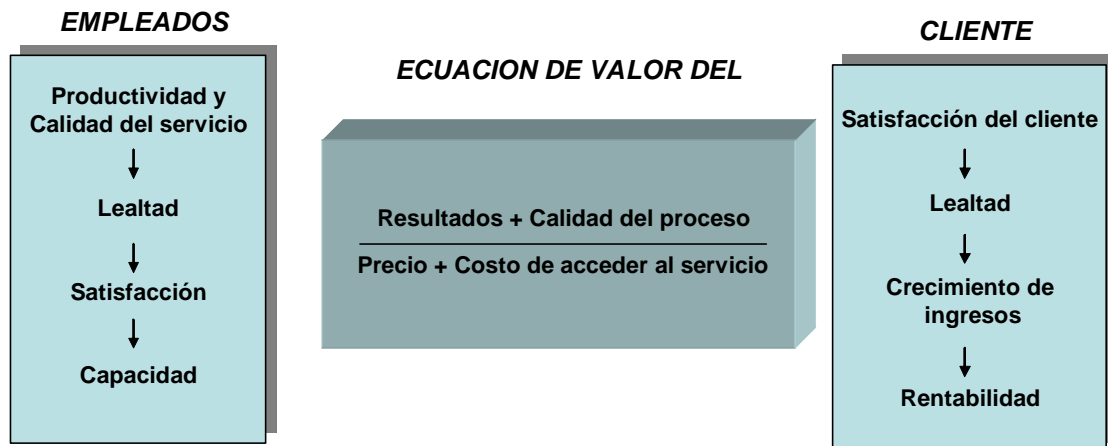 EMPLEADOS
Productividad y
Calidad del servicio
Lealtad
Satisfacción
Capacidad
ECUACION DE VALOR DEL
Resultados + Calidad del proceso
Precio + Costo de acceder al servicio
CLIENTE
Satisfacción del cliente
Lealtad
Crecimiento de
ingresos
Rentabilidad